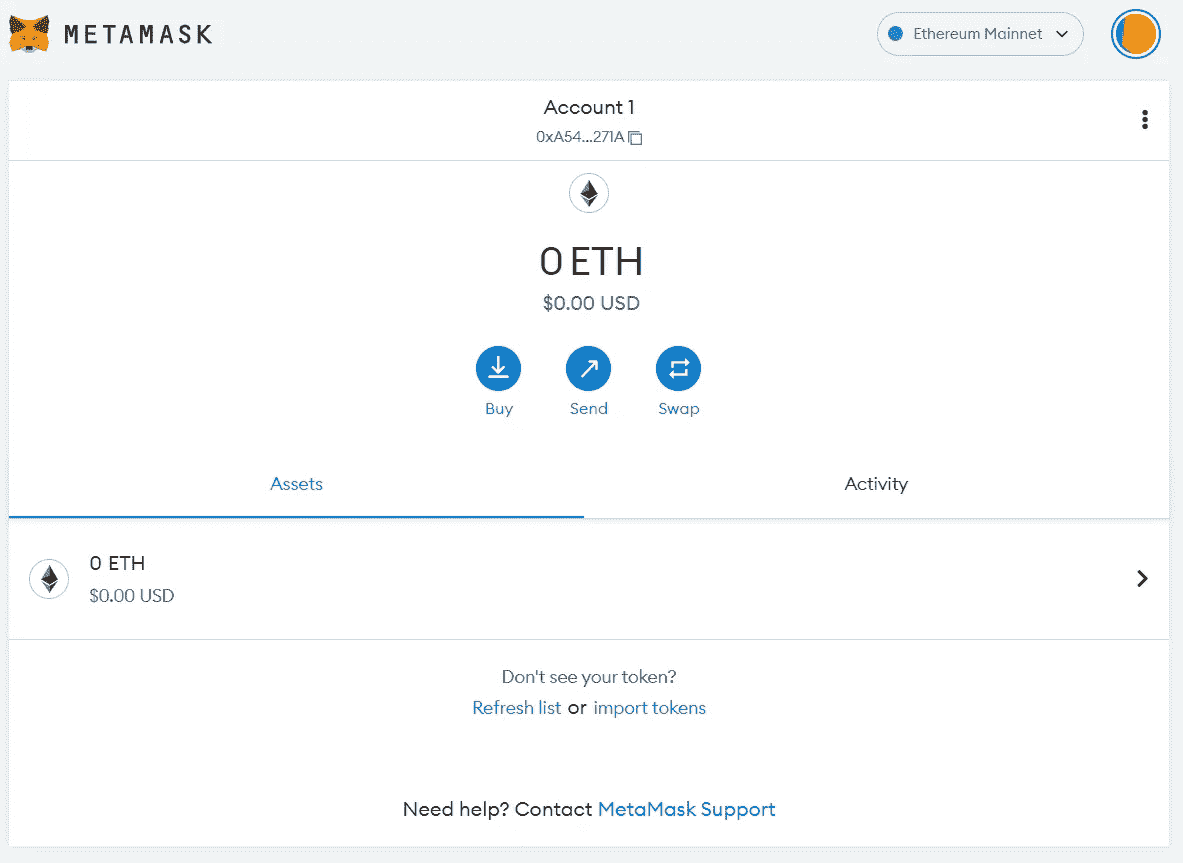 METAMASK
Ethereum Mainnet
Account 1
0xA54...271A
0 ETH
$0.00 USD
Buy Send Swap
Assets Activity
0 ETH
$0.00 USD
Don't see your token?
Refresh list or import tokens
Need help? Contact MetaMask Support